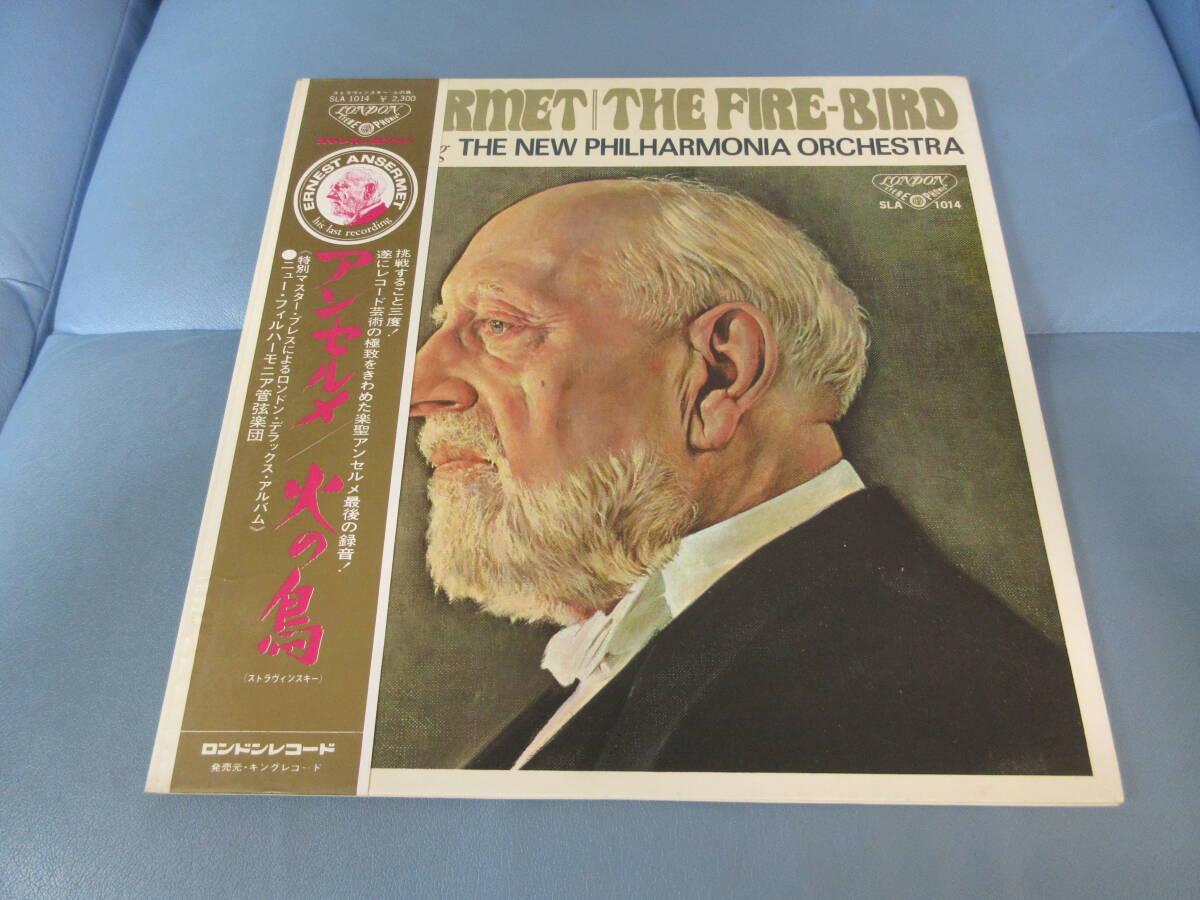 ストラヴィンスキー
SLA 1014 ¥ 2,300
LONDON
ERNEST ANSERMET
his last recording
挑戦すること三度!
遂にレコード芸術の極致をきわめた楽聖アンセルメ最後の録音!
アンセルメ/火の鳥
(ストラヴィンスキー)
《特別マスター・プレスによるロンドン・デラックス・アルバム》
●ニュー・フィルハーモニア管弦楽団
ロンドンレコード
発売元・キングレコード
RMET|THE FIRE-BIRD
g THE NEW PHILHARMONIA ORCHESTRA
LONDON
SLA 1014